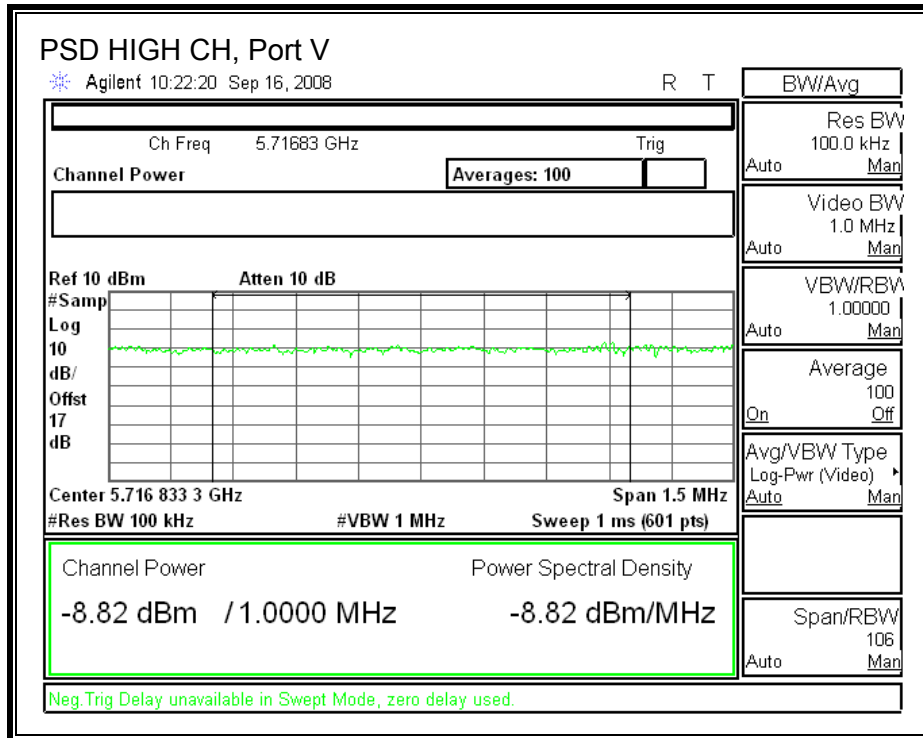 PSD HIGH CH, Port V
Agilent 10:22:20 Sep 16, 2008 R T
Ch Freq 5.71683 GHz Trig
Channel Power Averages: 100
Ref 10 dBm Atten 10 dB
#Samp
Log
10
dB/
Offst
17
dB
Center 5.716 833 3 GHz Span 1.5 MHz
#Res BW 100 kHz #VBW 1 MHz Sweep 1 ms (601 pts)
Channel Power Power Spectral Density
-8.82 dBm /1.0000 MHz -8.82 dBm/MHz
Neg.Trig Delay unavailable in Swept Mode, zero delay used.
BW/Avg
Res BW
100.0 kHz
Auto Man
Video BW
1.0 MHz
Auto Man
VBW/RBW
1.00000
Auto Man
Average
100
On Off
Avg/VBW Type
Log-Pwr (Video)
Auto Man
Span/RBW
106
Auto Man